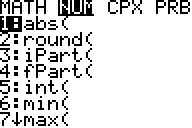 MATH NUM CPX PRB
1:abs(
2:round(
3:iPart(
4:fPart(
5:int(
6:min(
7↓max(